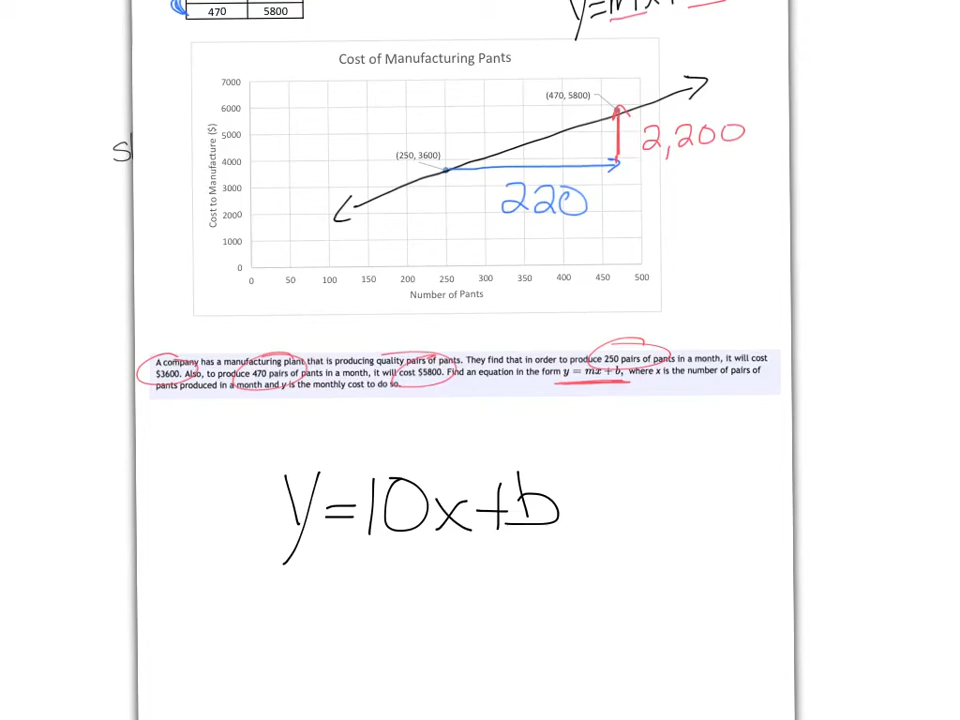 470 5800
Cost of Manufacturing Pants
7000
6000
5000
4000
3000
2000
1000
0
Cost to Manufacture ($)
(470, 5800)
(250, 3600)
2,200
220
0 50 100 150 200 250 300 350 400 450 500
Number of Pants
A company has a manufacturing plant that is producing quality pairs of pants. They find that in order to produce 250 pairs of pants in a month, it will cost
$3600. Also, to produce 470 pairs of pants in a month, it will cost $5800. Find an equation in the form y = mx + b, where x is the number of pairs of
pants produced in a month and y is the monthly cost to do so.
y=10x+b